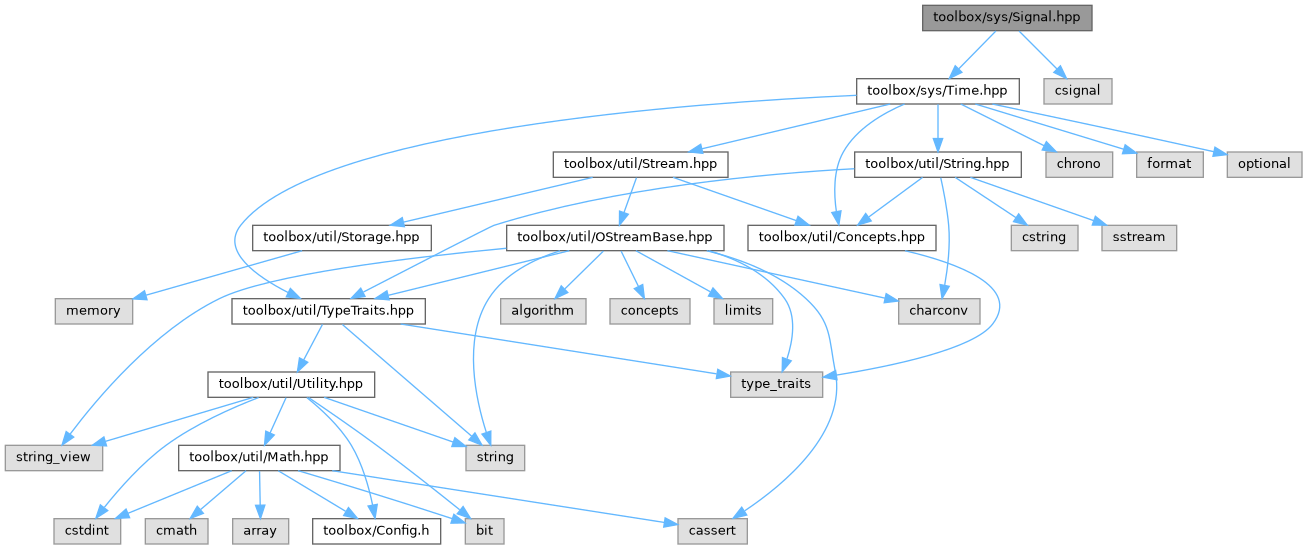 toolbox/sys/Signal.hpp
toolbox/sys/Time.hpp
csignal
toolbox/util/Stream.hpp
toolbox/util/String.hpp
chrono
format
optional
toolbox/util/Storage.hpp
toolbox/util/OStreamBase.hpp
toolbox/util/Concepts.hpp
cstring
sstream
memory
toolbox/util/TypeTraits.hpp
algorithm
concepts
limits
charconv
toolbox/util/Utility.hpp
type_traits
string_view
toolbox/util/Math.hpp
string
cstdint
cmath
array
toolbox/Config.h
bit
cassert